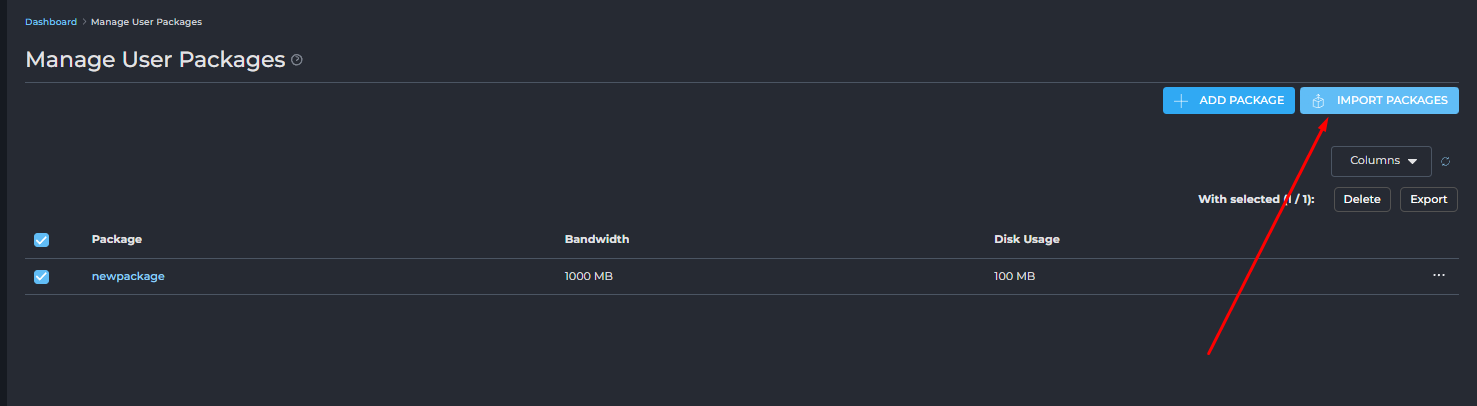 Dashboard > Manage User Packages
Manage User Packages ?
ADD PACKAGE IMPORT PACKAGES
Columns
With selected (1 / 1): Delete Export
Package Bandwidth Disk Usage
newpackage 1000 MB 100 MB ...